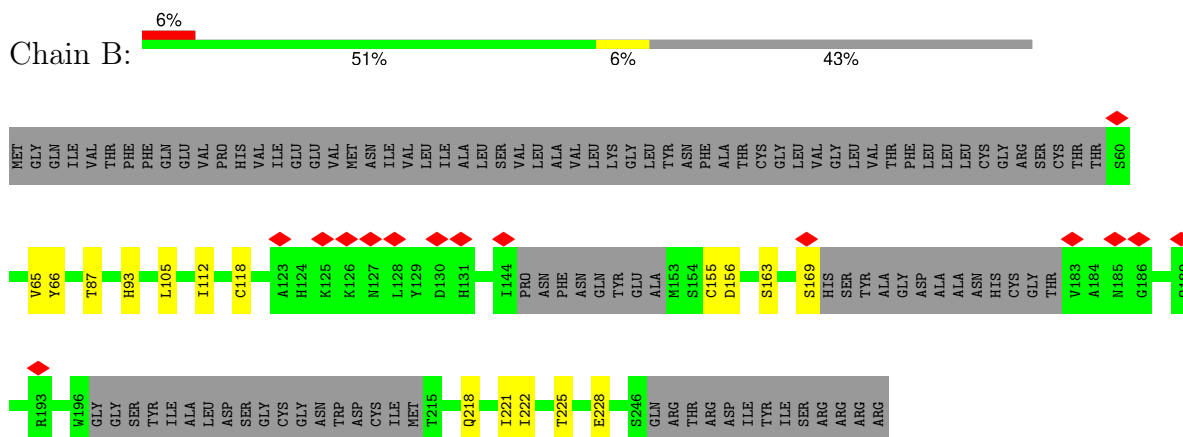 6%
Chain B:
51% 6% 43%
MET GLY GLN ILE VAL THR PHE PHE GLN GLU VAL PRO HIS VAL ILE GLU GLU VAL MET ASN ILE VAL LEU ILE ALA LEU SER VAL LEU ALA VAL LEU LYS GLY LEU TYR ASN PHE ALA THR CYS GLY LEU VAL GLY LEU VAL THR PHE LEU LEU LEU CYS GLY ARG SER CYS THR THR S60
V65 Y66 T87 H93 L105 I112 C118 A123 H124 K125 K126 N127 L128 Y129 D130 H131 I144 PRO ASN PHE ASN GLN TYR GLU ALA M153 S154 C155 D156 S163 S169 HIS SER TYR ALA GLY ASP ALA ALA ASN HIS CYS GLY THR V183 A184 N185 G186
R193 W196 GLY GLY SER TYR ILE ALA LEU ASP SER GLY CYS GLY ASN TRP ASP CYS ILE MET T215 Q218 I221 I222 T225 E228 S246 GLN ARG THR ARG ASP ILE TYR ILE SER ARG ARG ARG ARG